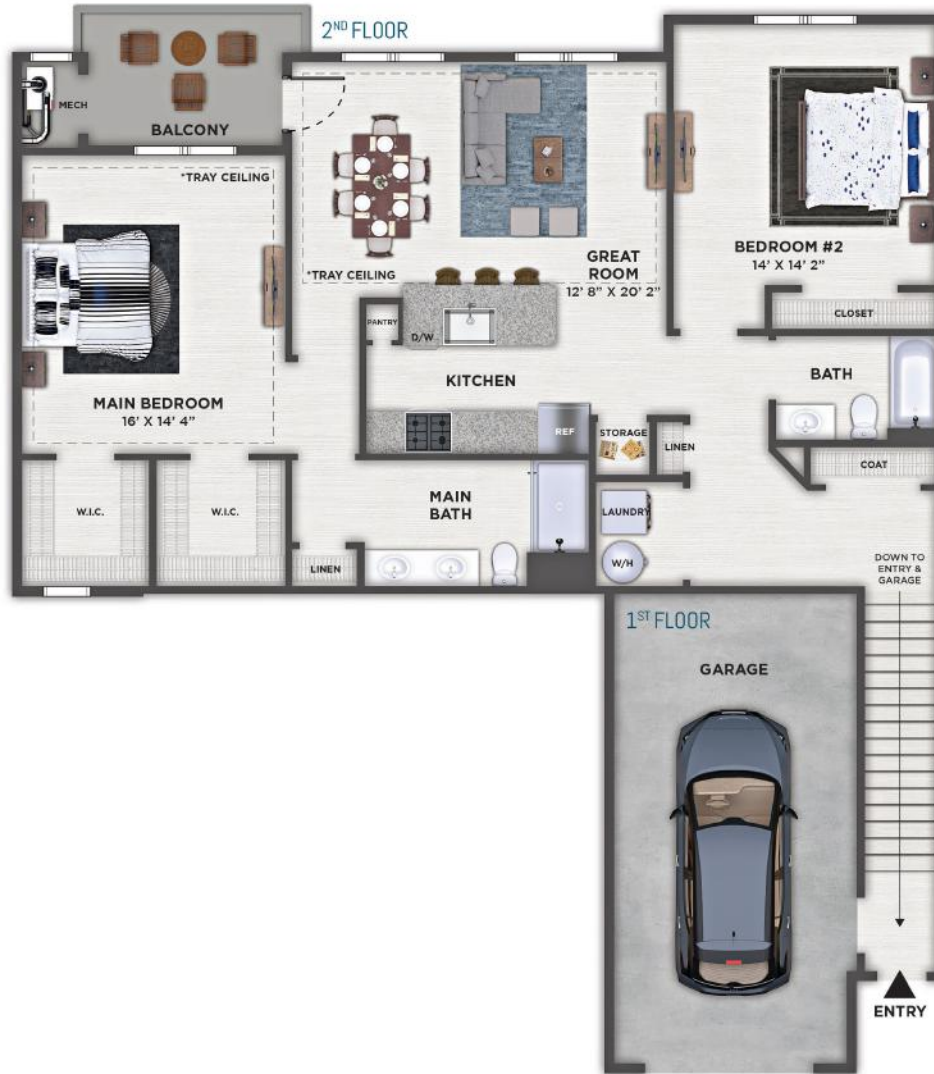 2ND FLOOR
MECH
BALCONY
*TRAY CEILING
*TRAY CEILING
GREAT
ROOM
12' 8" X 20' 2"
BEDROOM #2
14' X 14' 2"
CLOSET
PANTRY
D/W
KITCHEN
BATH
MAIN BEDROOM
16' X 14' 4"
REF
STORAGE
LINEN
COAT
W.I.C.
W.I.C.
MAIN
BATH
LAUNDRY
LINEN
W/H
DOWN TO
ENTRY &
GARAGE
1ST FLOOR
GARAGE
ENTRY